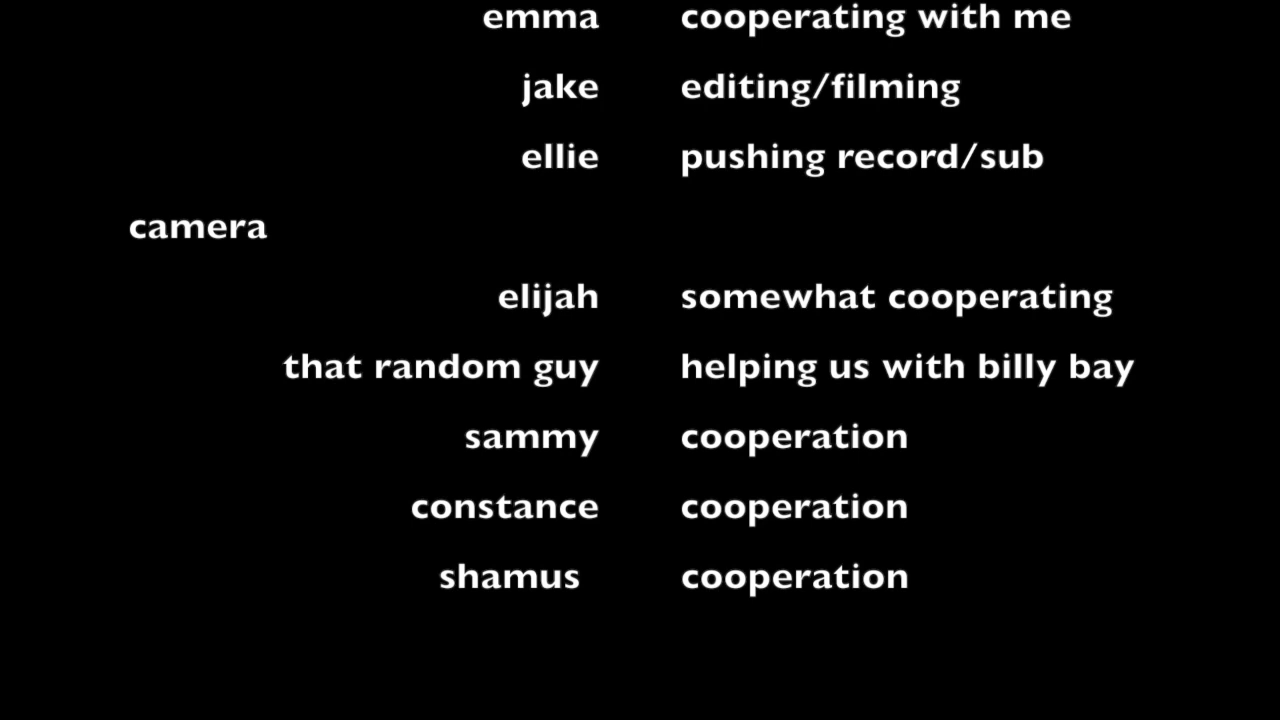 emma cooperating with me
jake editing/filming
ellie pushing record/sub
camera
elijah somewhat cooperating
that random guy helping us with billy bay
sammy cooperation
constance cooperation
shamus cooperation